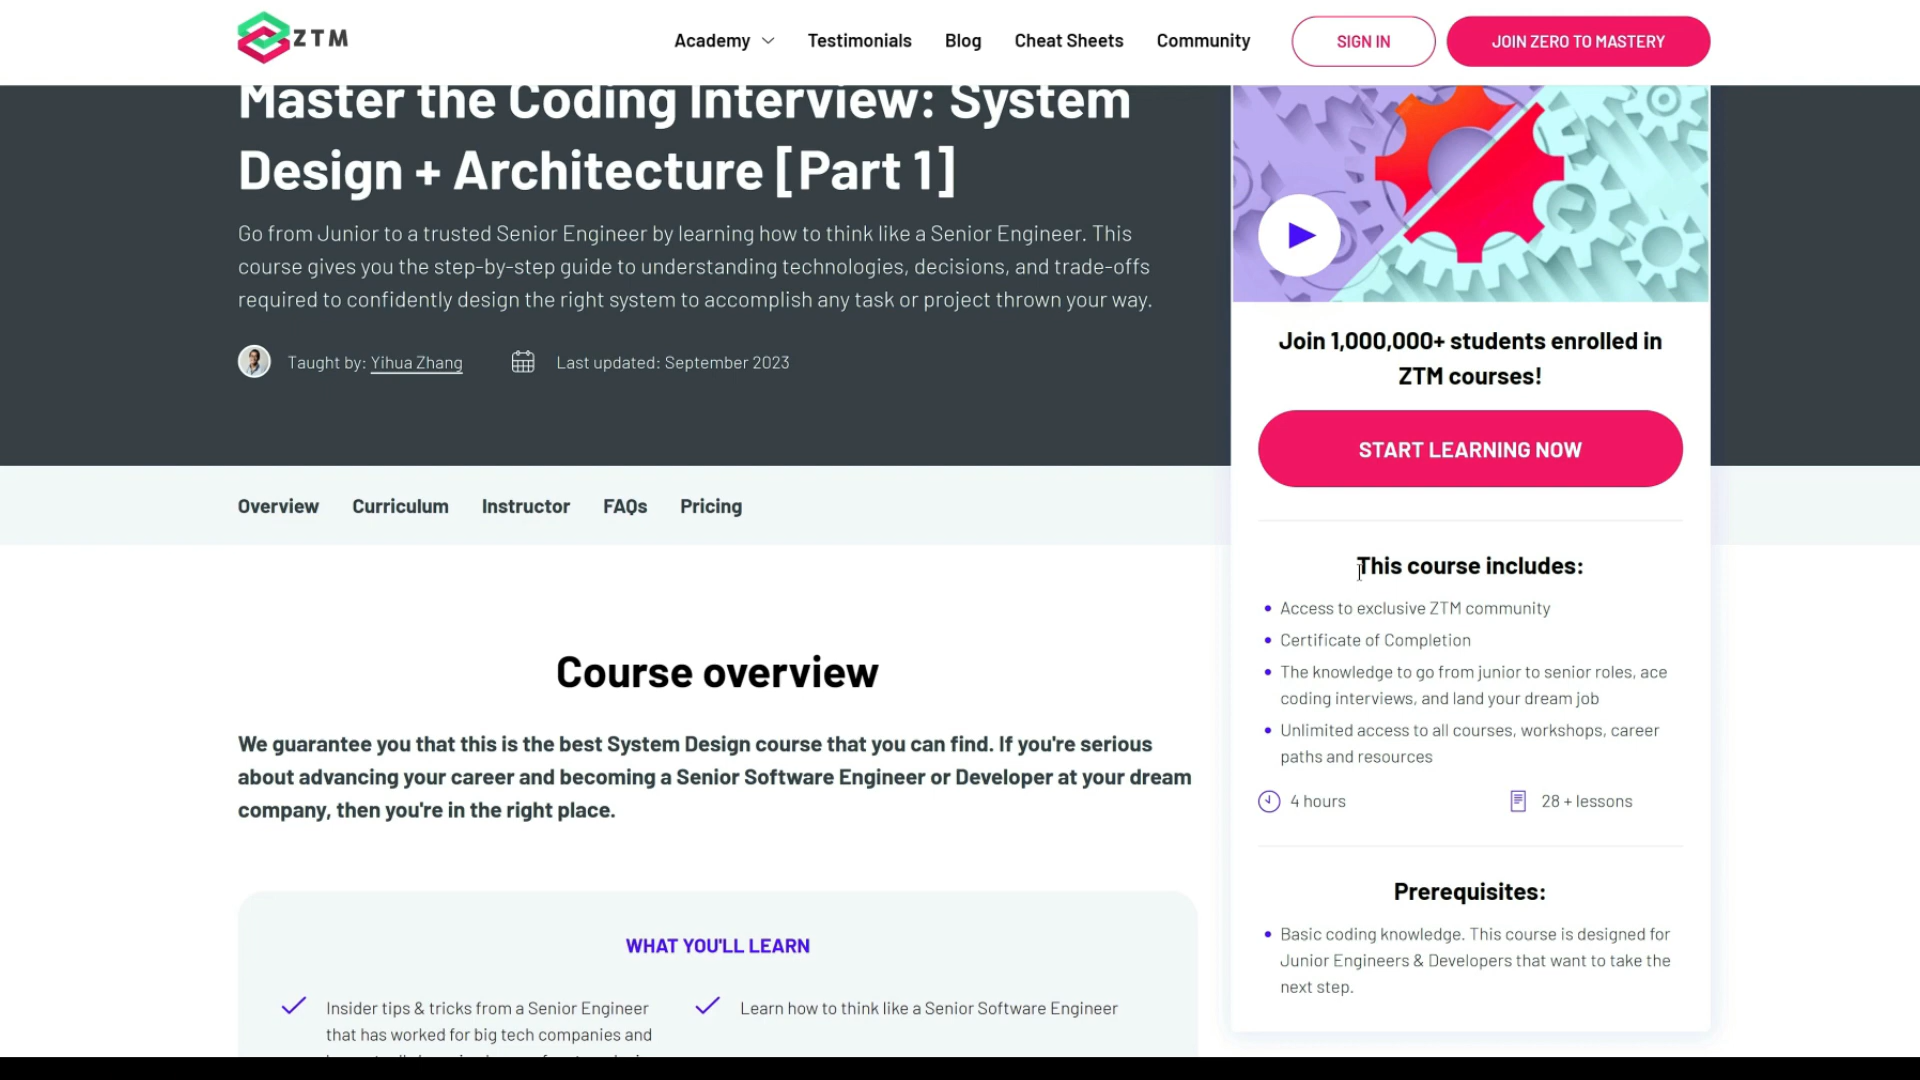 ZTM
Academy
Testimonials
Blog
Cheat Sheets
Community
SIGN IN
JOIN ZERO TO MASTERY
Master the Coding Interview: System
Design + Architecture [Part 1]
Go from Junior to a trusted Senior Engineer by learning how to think like a Senior Engineer. This
course gives you the step-by-step guide to understanding technologies, decisions, and trade-offs
required to confidently design the right system to accomplish any task or project thrown your way.
Taught by: Yihua Zhang
Last updated: September 2023
Join 1,000,000+ students enrolled in
ZTM courses!
START LEARNING NOW
Overview
Curriculum
Instructor
FAQs
Pricing
This course includes:
Access to exclusive ZTM community
Certificate of Completion
The knowledge to go from junior to senior roles, ace
coding interviews, and land your dream job
Unlimited access to all courses, workshops, career
paths and resources
4 hours
28 + lessons
Prerequisites:
Basic coding knowledge. This course is designed for
Junior Engineers & Developers that want to take the
next step.
Course overview
We guarantee you that this is the best System Design course that you can find. If you're serious
about advancing your career and becoming a Senior Software Engineer or Developer at your dream
company, then you're in the right place.
WHAT YOU'LL LEARN
Insider tips & tricks from a Senior Engineer
that has worked for big tech companies and
Learn how to think like a Senior Software Engineer